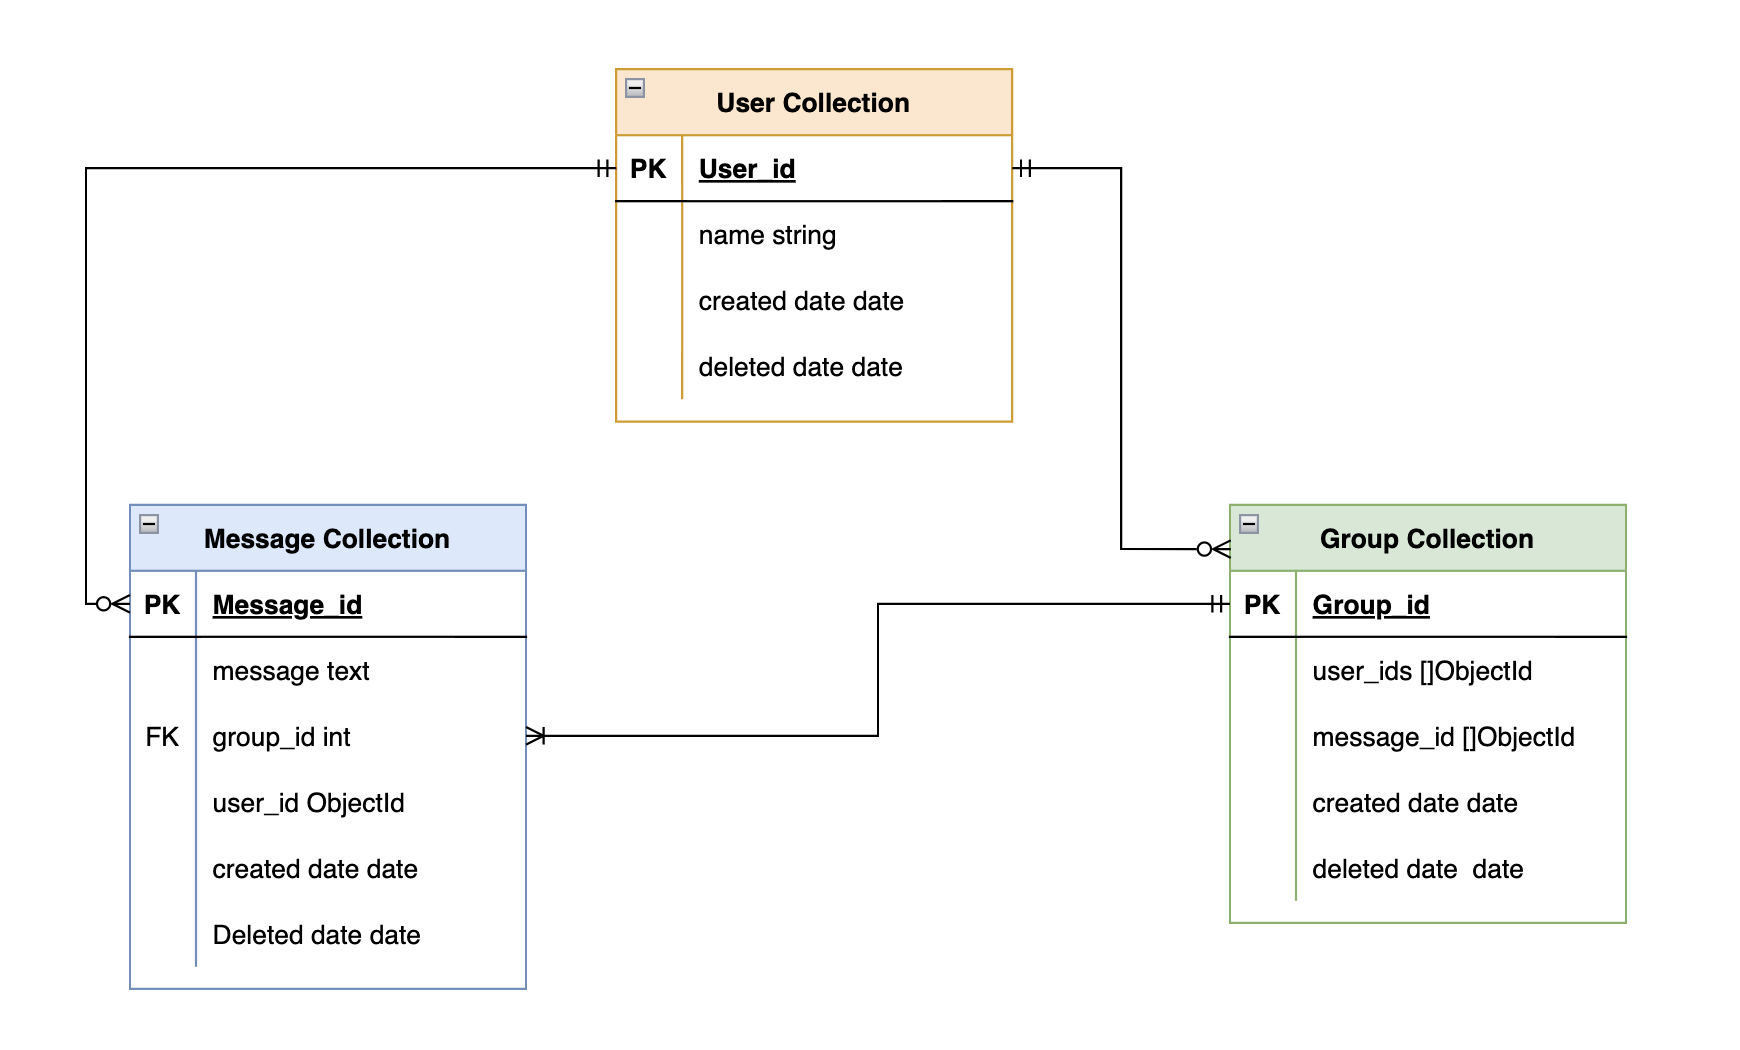 User Collection
PK User_id
name string
created date date
deleted date date
Message Collection
PK Message_id
message text
FK group_id int
user_id ObjectId
created date date
Deleted date date
Group Collection
PK Group_id
user_ids []ObjectId
message_id []ObjectId
created date date
deleted date  date